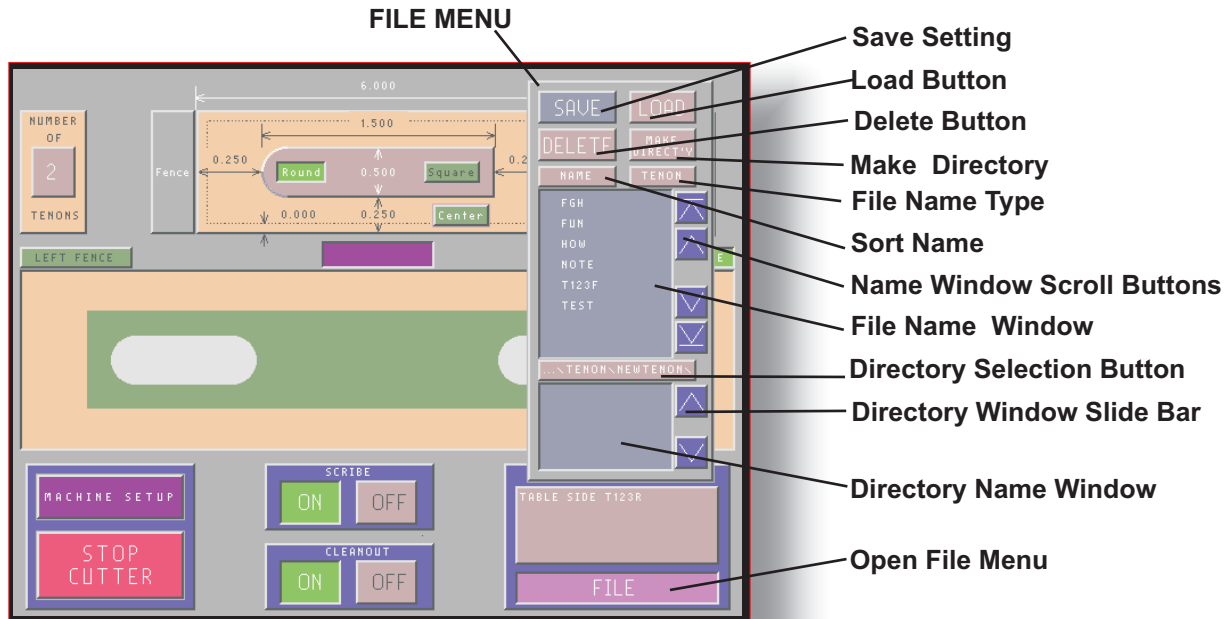 FILE MENU
Save Setting
Load Button
Delete Button
Make Directory
File Name Type
Sort Name
Name Window Scroll Buttons
File Name Window
Directory Selection Button
Directory Window Slide Bar
Directory Name Window
Open File Menu
6.000
NUMBER
OF
2
TENONS
Fence
1.500
0.250
Round
0.500
Square
0.2
0.000
0.250
Center
LEFT FENCE
E
SAVE
LOAD
DELETE
MAKE
DIRECT'Y
NAME
TENON
FGH
FUN
HOW
NOTE
T123F
TEST
...\TENON\NEWTENON\
MACHINE SETUP
STOP
CUTTER
SCRIBE
ON OFF
CLEANOUT
ON OFF
TABLE SIDE T123R
FILE